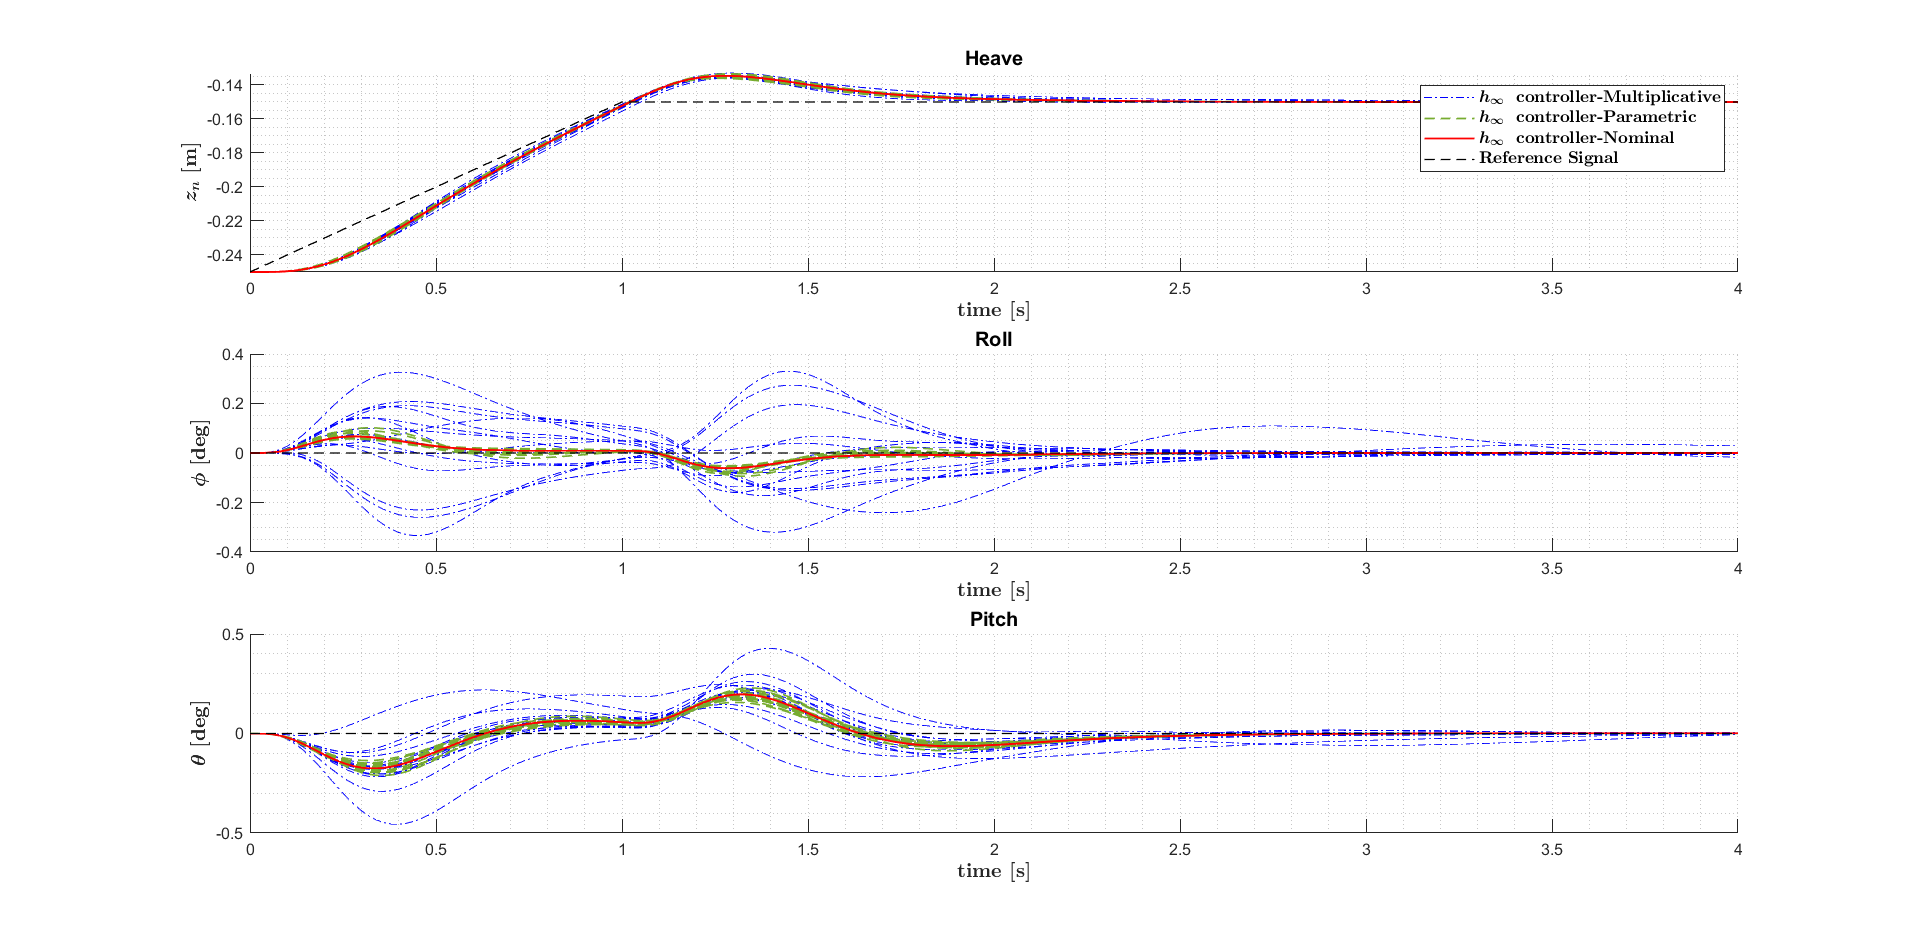 Heave
-0.14
-0.16
-0.18
-0.2
-0.22
-0.24
z_n [m]
h_∞ controller-Multiplicative
h_∞ controller-Parametric
h_∞ controller-Nominal
Reference Signal
0 0.5 1 1.5 2 2.5 3 3.5 4
time [s]
Roll
0.4
0.2
0
-0.2
-0.4
ϕ [deg]
0 0.5 1 1.5 2 2.5 3 3.5 4
time [s]
Pitch
0.5
0
-0.5
θ [deg]
0 0.5 1 1.5 2 2.5 3 3.5 4
time [s]